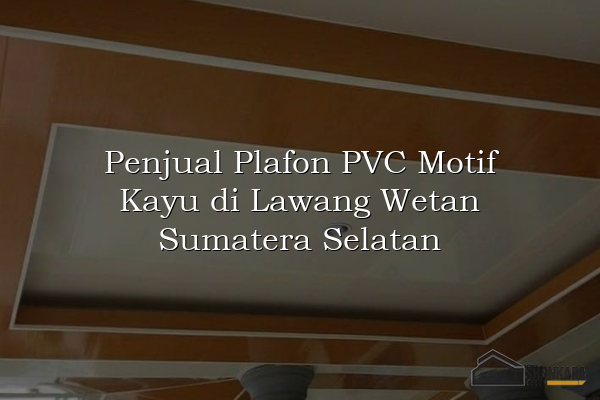 Penjual Plafon PVC Motif
Kayu di Lawang Wetan
Sumatera Selatan